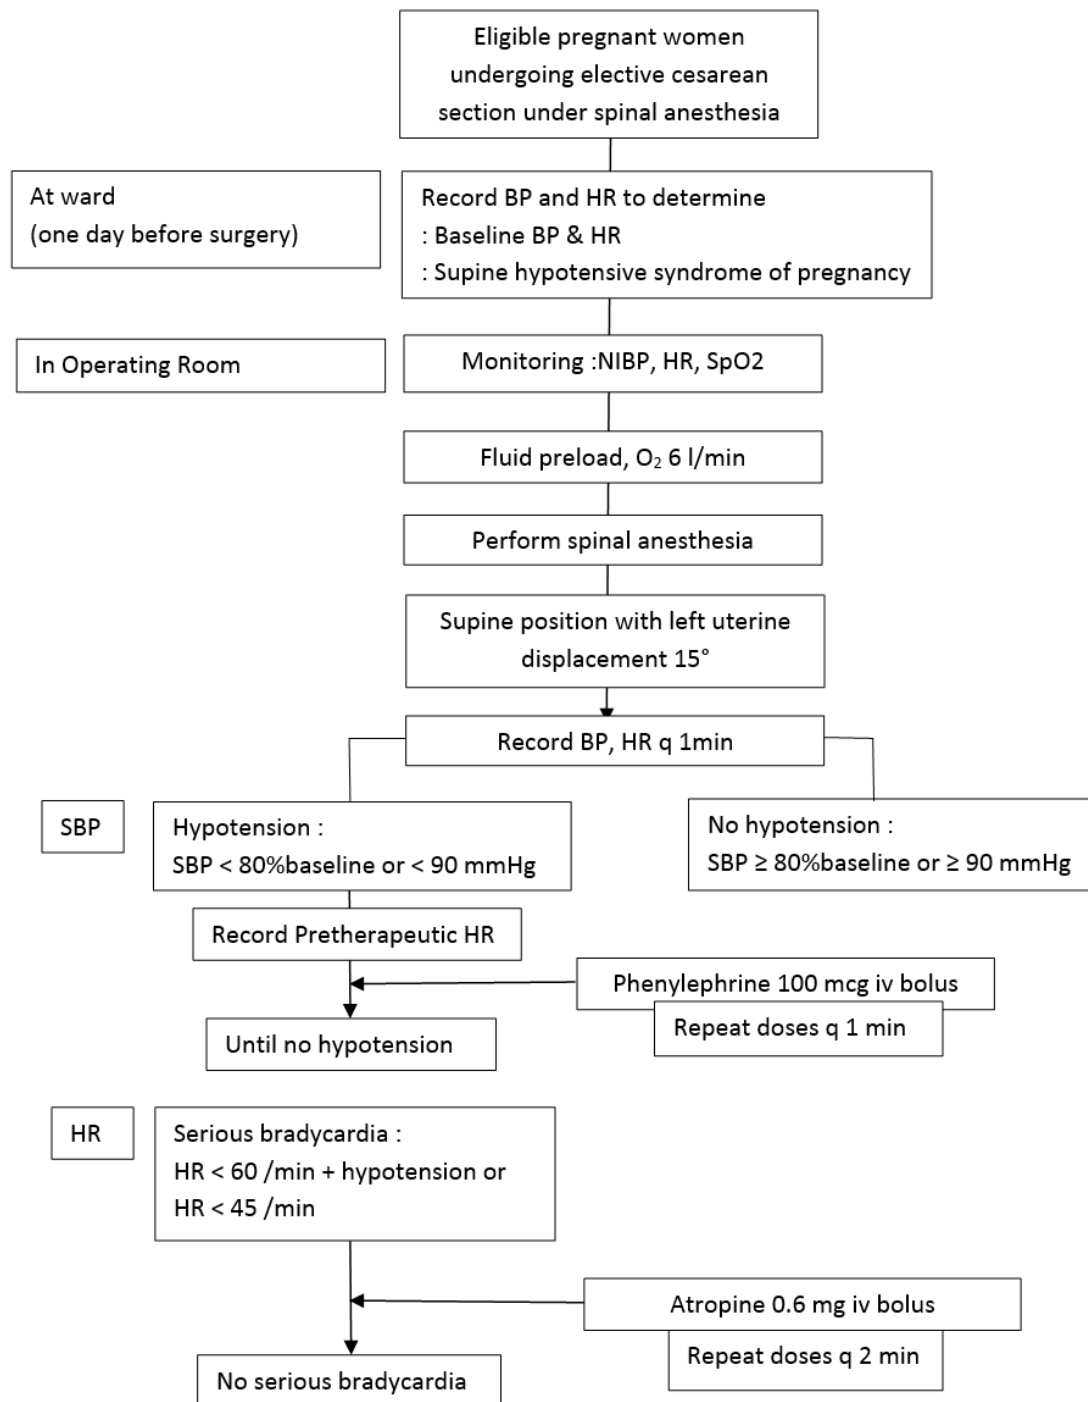 Eligible pregnant women
undergoing elective cesarean
section under spinal anesthesia
At ward
(one day before surgery)
Record BP and HR to determine
: Baseline BP & HR
: Supine hypotensive syndrome of pregnancy
In Operating Room
Monitoring :NIBP, HR, SpO2
Fluid preload, O₂ 6 l/min
Perform spinal anesthesia
Supine position with left uterine
displacement 15°
Record BP, HR q 1min
SBP
Hypotension :
SBP < 80%baseline or < 90 mmHg
No hypotension :
SBP ≥ 80%baseline or ≥ 90 mmHg
Record Pretherapeutic HR
Phenylephrine 100 mcg iv bolus
Repeat doses q 1 min
Until no hypotension
HR
Serious bradycardia :
HR < 60 /min + hypotension or
HR < 45 /min
Atropine 0.6 mg iv bolus
Repeat doses q 2 min
No serious bradycardia